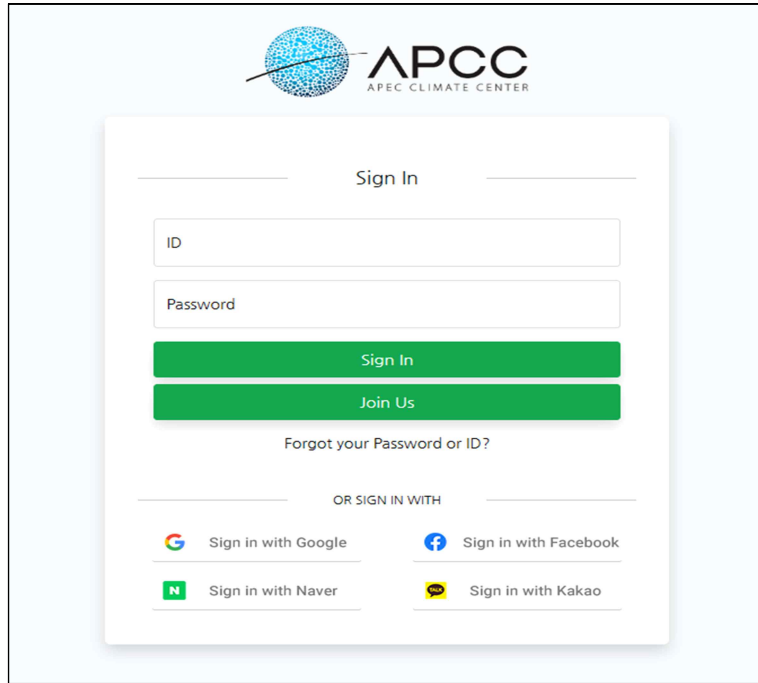 APCC
APEC CLIMATE CENTER
Sign In
ID
Password
Sign In
Join Us
Forgot your Password or ID?
OR SIGN IN WITH
G Sign in with Google f Sign in with Facebook
N Sign in with Naver TALK Sign in with Kakao